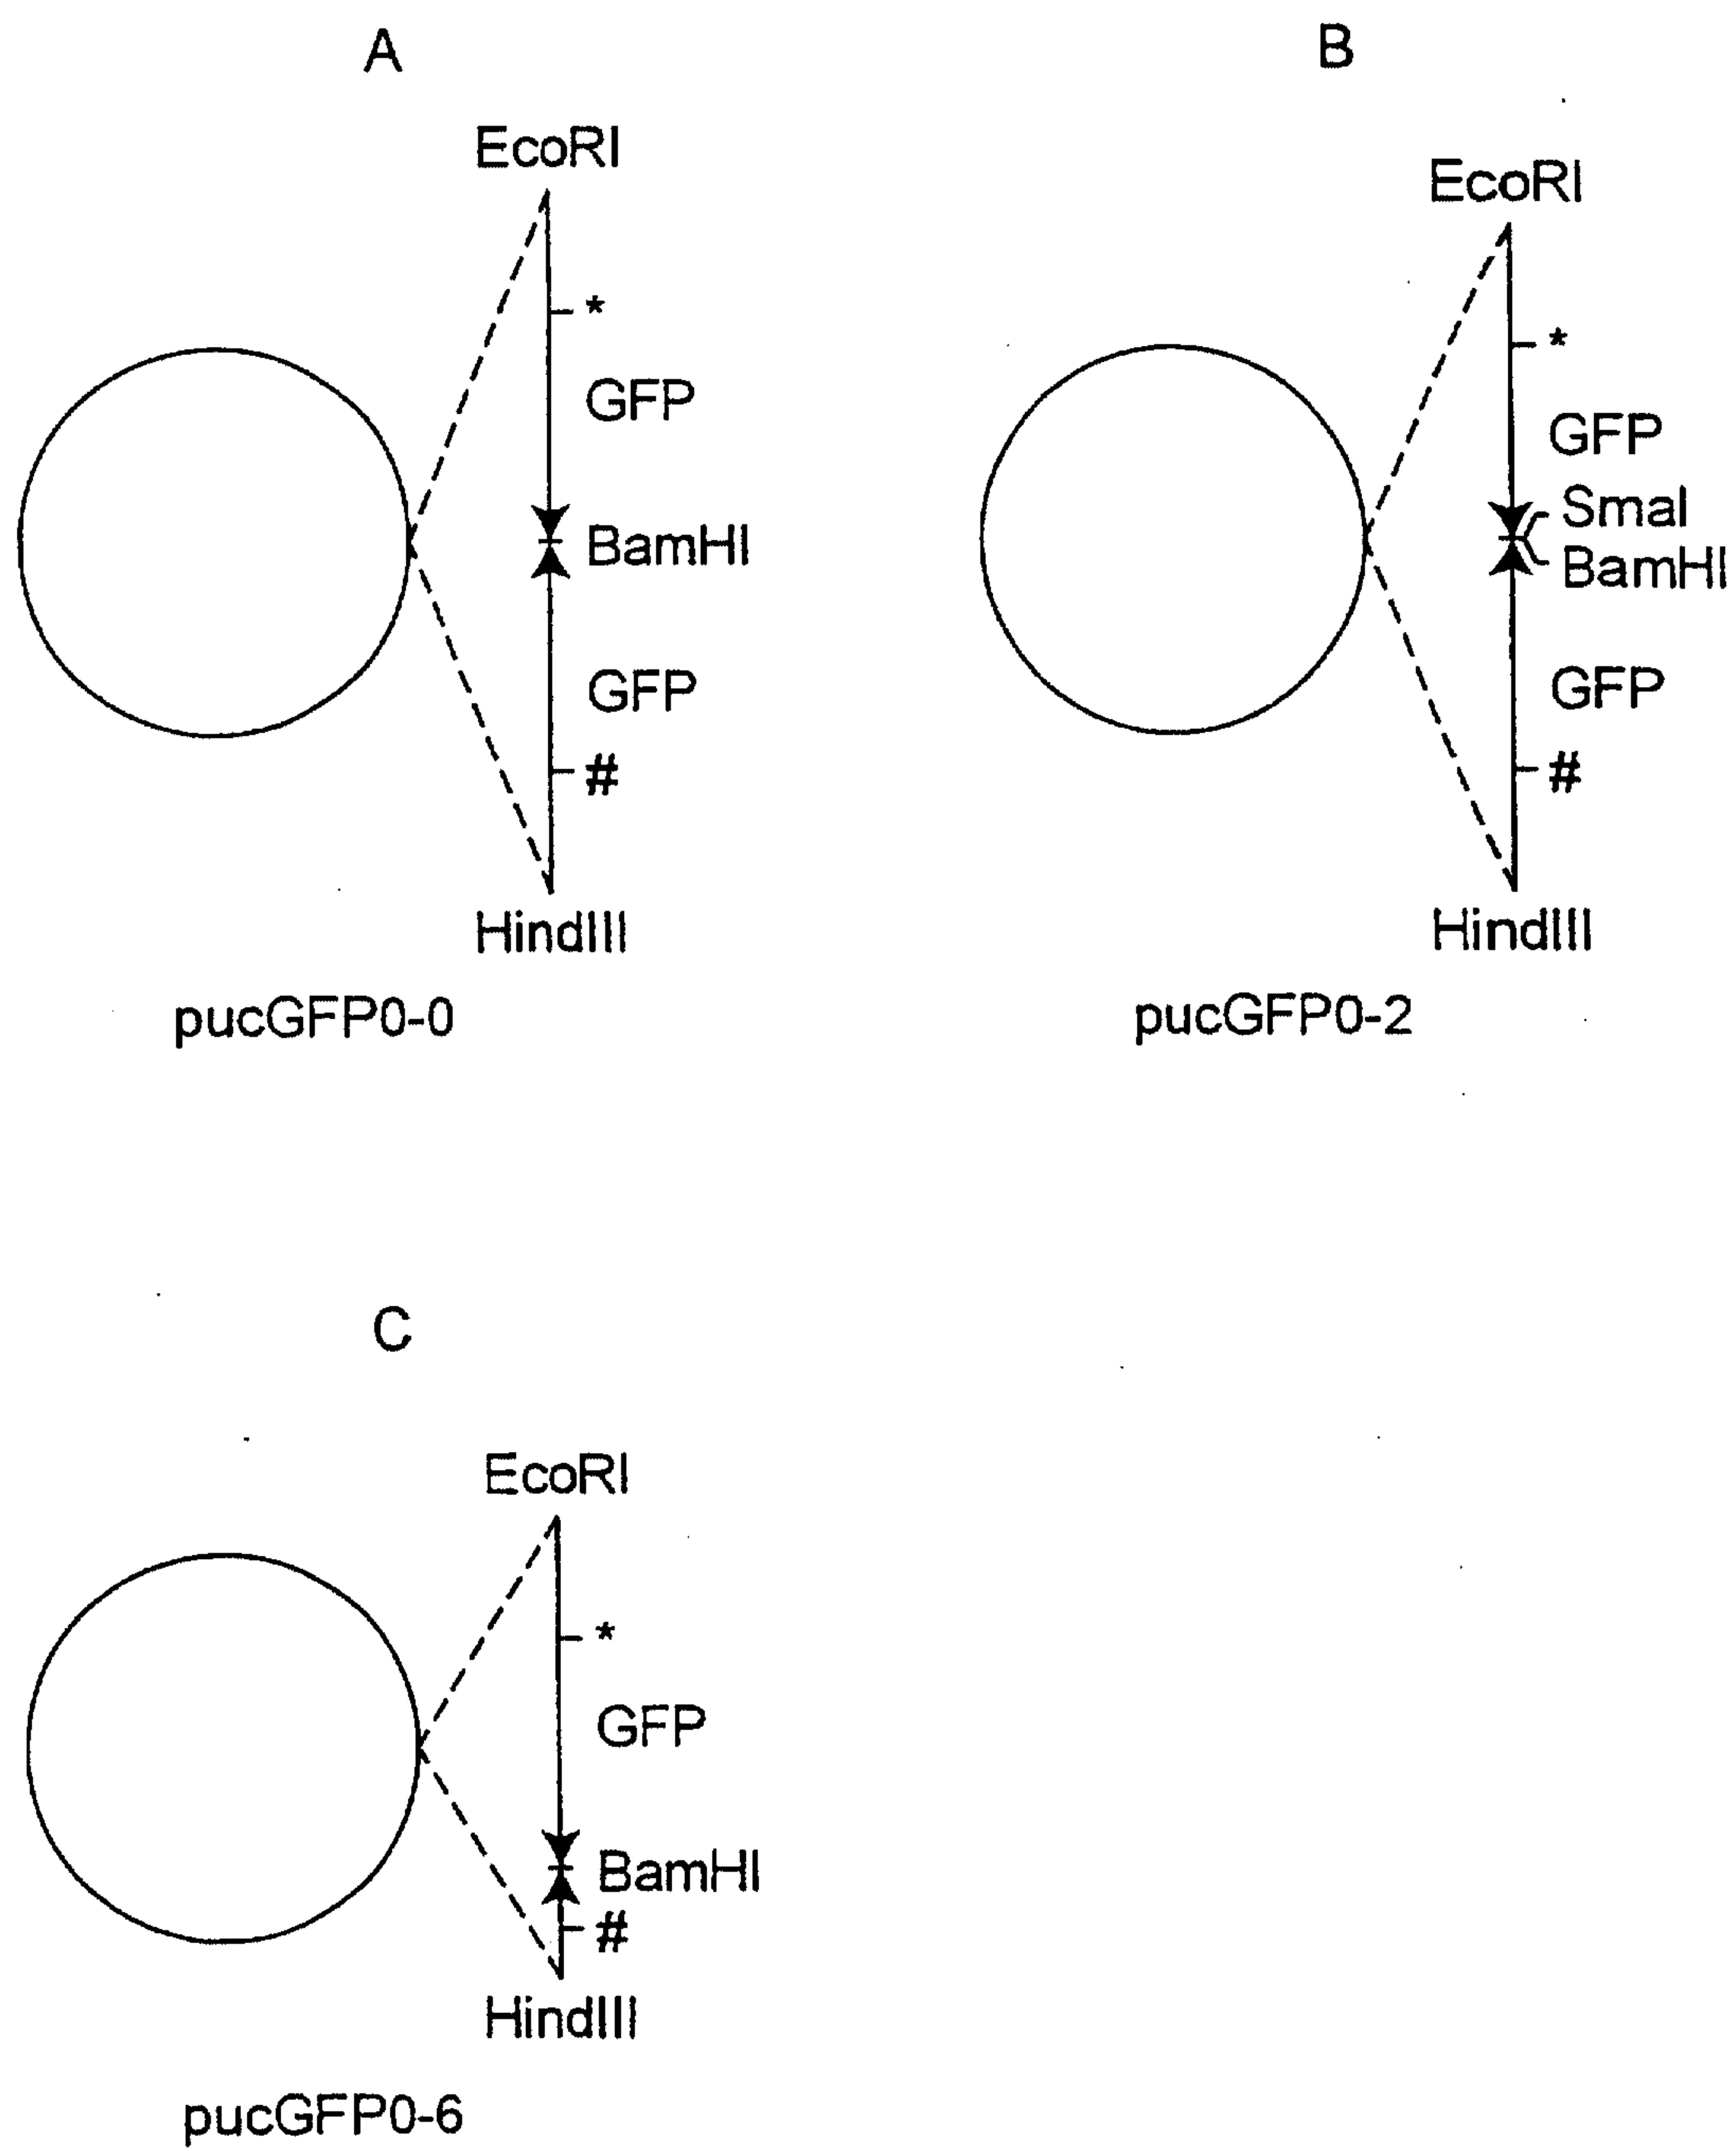 A
EcoRI
*
GFP
BamHI
GFP
#
HindIII
pucGFP0-0
B
EcoRI
*
GFP
SmaI
BamHI
GFP
#
HindIII
pucGFP0-2
C
EcoRI
*
GFP
BamHI
#
HindIII
pucGFP0-6